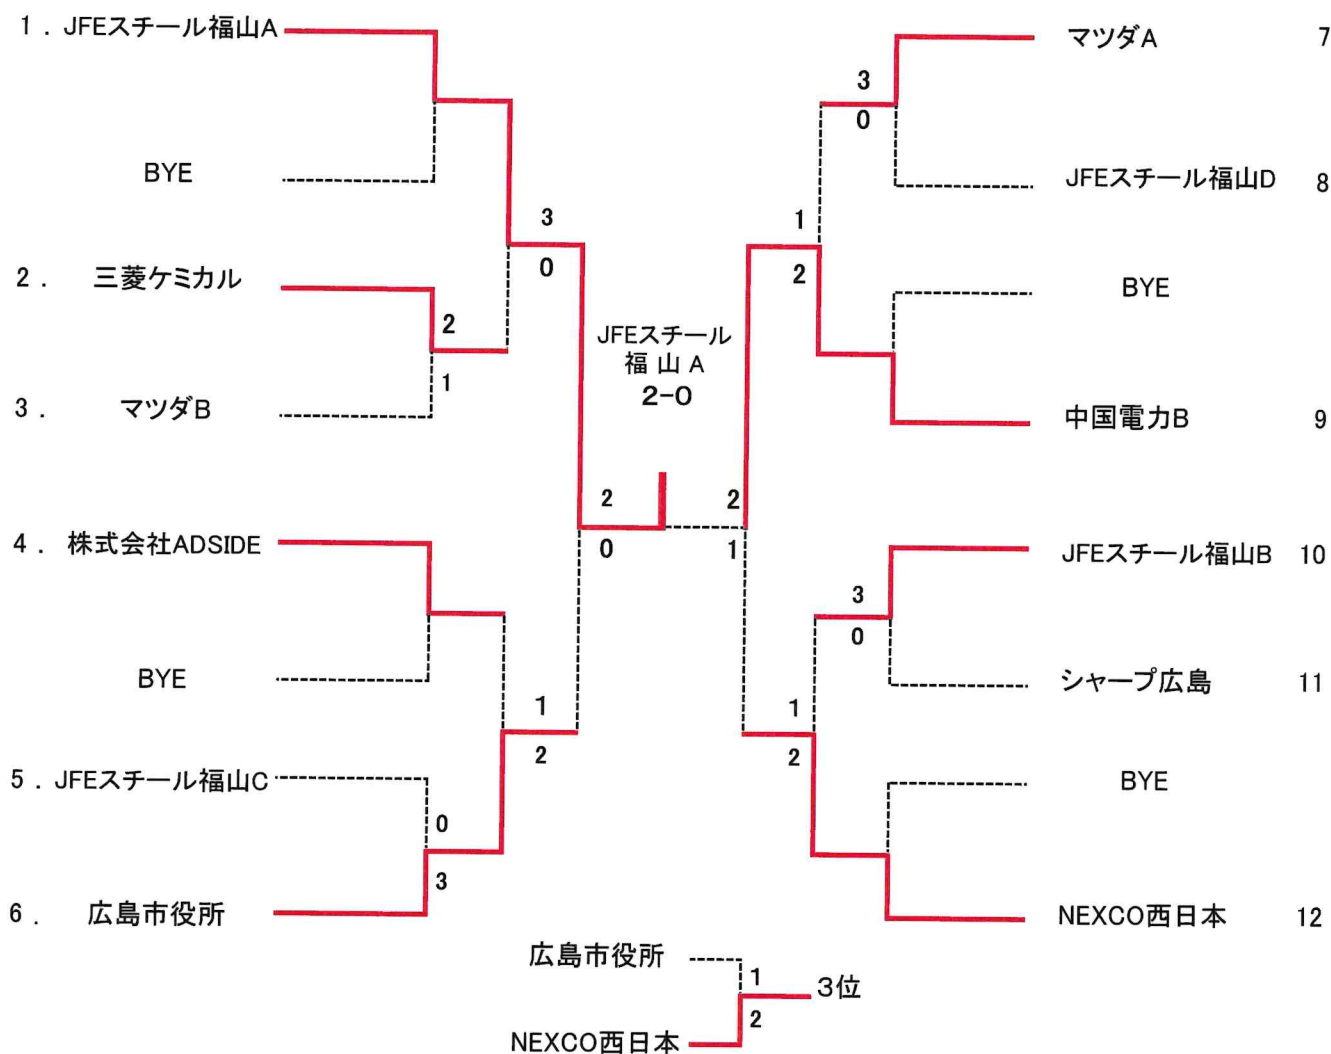 1 . JFEスチール福山A
BYE
2 . 三菱ケミカル
3 . マツダB
4 . 株式会社ADSIDE
BYE
5 . JFEスチール福山C
6 . 広島市役所
2
1
0
3
3
0
1
2
2
0
JFEスチール
福 山 A
2-0
2
1
1
2
1
2
3
0
3
0
マツダA 7
JFEスチール福山D 8
BYE
中国電力B 9
JFEスチール福山B 10
シャープ広島 11
BYE
NEXCO西日本 12
広島市役所
1
3位
2
NEXCO西日本